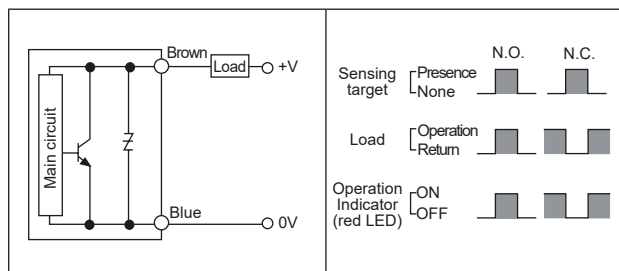 Main circuit
Brown
Load
+V
Blue
0V
N.O.
N.C.
Sensing target
Presence
None
Load
Operation
Return
Operation
Indicator
(red LED)
ON
OFF